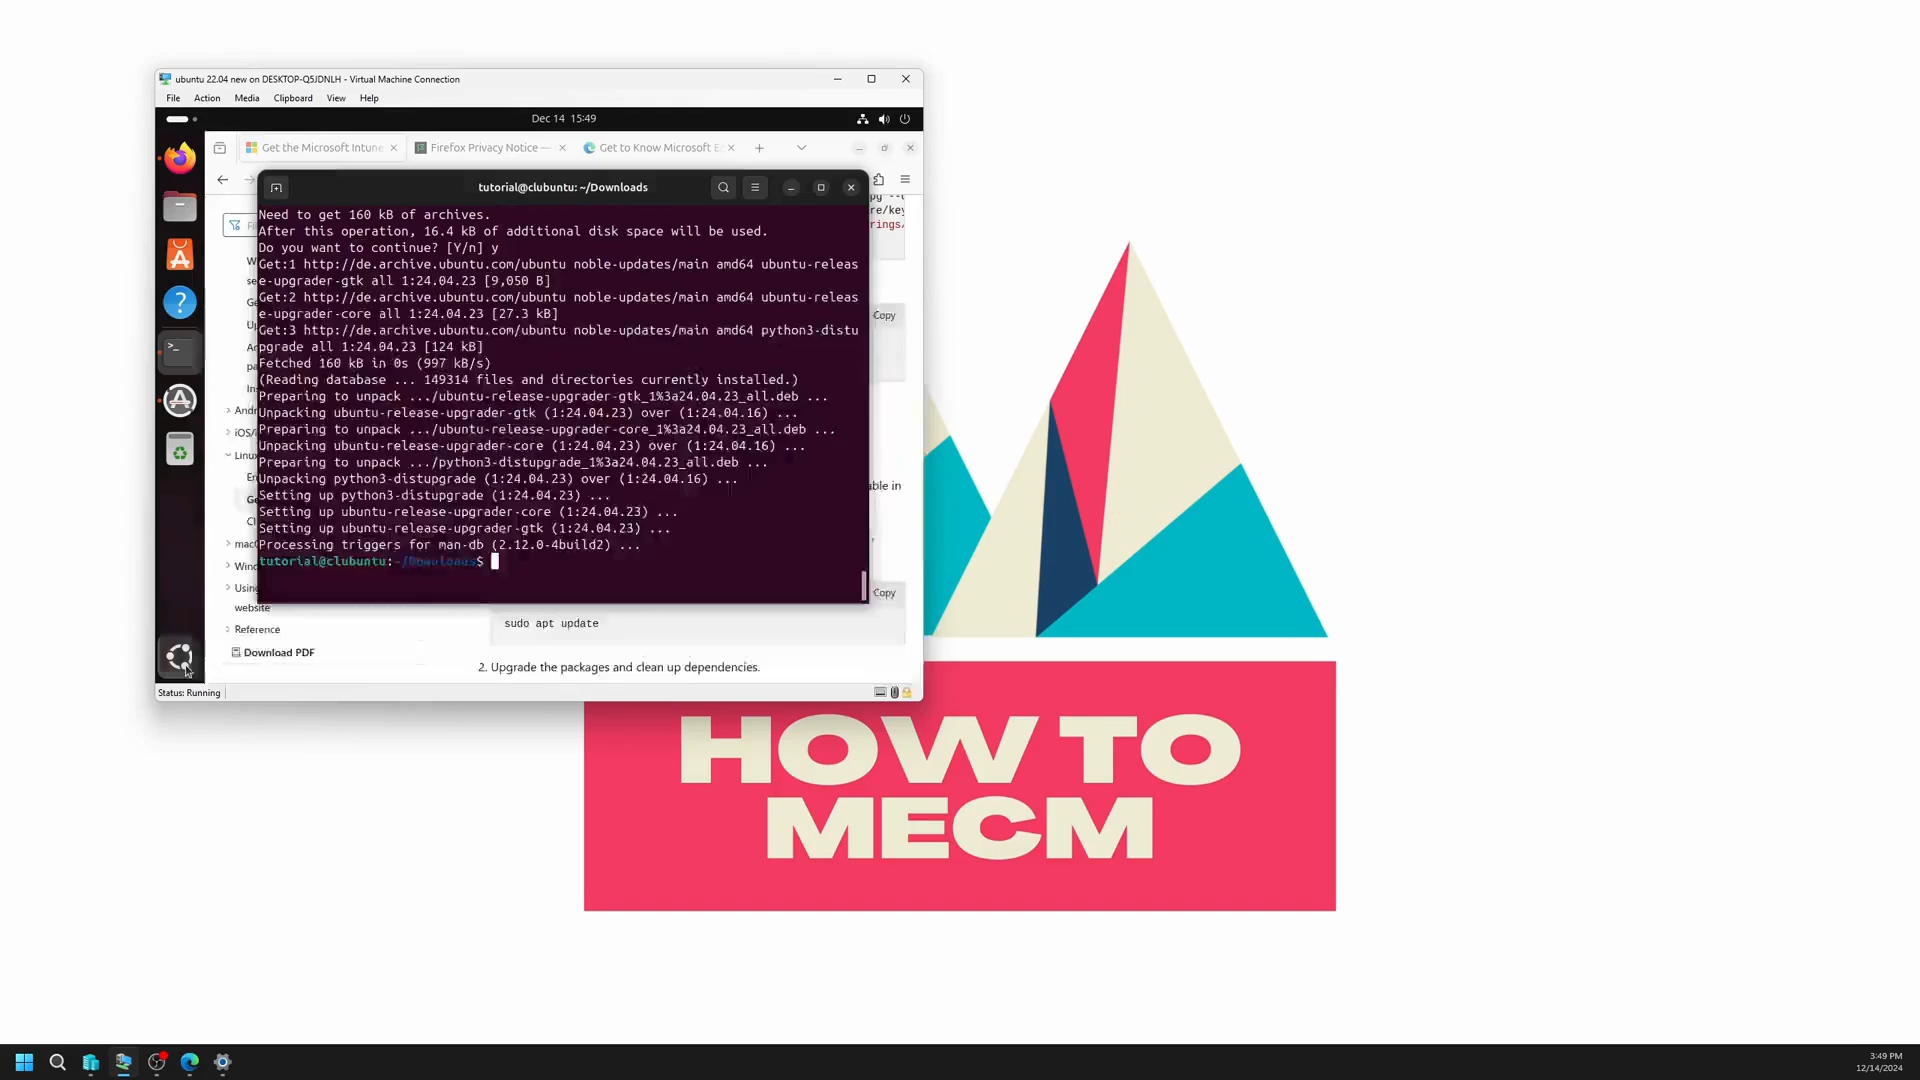 ubuntu 22.04 new on DESKTOP-Q5JDNLH - Virtual Machine Connection
File Action Media Clipboard View Help
Dec 14 15:49
Get the Microsoft Intune
Firefox Privacy Notice —
Get to Know Microsoft E
tutorial@clubuntu: ~/Downloads
Need to get 160 kB of archives.
After this operation, 16.4 kB of additional disk space will be used.
Do you want to continue? [Y/n] y
Get:1 http://de.archive.ubuntu.com/ubuntu noble-updates/main amd64 ubuntu-releas
e-upgrader-gtk all 1:24.04.23 [9,050 B]
Get:2 http://de.archive.ubuntu.com/ubuntu noble-updates/main amd64 ubuntu-releas
e-upgrader-core all 1:24.04.23 [27.3 kB]
Get:3 http://de.archive.ubuntu.com/ubuntu noble-updates/main amd64 python3-distu
pgrade all 1:24.04.23 [124 kB]
Fetched 160 kB in 0s (997 kB/s)
(Reading database ... 149314 files and directories currently installed.)
Preparing to unpack .../ubuntu-release-upgrader-gtk_1%3a24.04.23_all.deb ...
Unpacking ubuntu-release-upgrader-gtk (1:24.04.23) over (1:24.04.16) ...
Preparing to unpack .../ubuntu-release-upgrader-core_1%3a24.04.23_all.deb ...
Unpacking ubuntu-release-upgrader-core (1:24.04.23) over (1:24.04.16) ...
Preparing to unpack .../python3-distupgrade_1%3a24.04.23_all.deb ...
Unpacking python3-distupgrade (1:24.04.23) over (1:24.04.16) ...
Setting up python3-distupgrade (1:24.04.23) ...
Setting up ubuntu-release-upgrader-core (1:24.04.23) ...
Setting up ubuntu-release-upgrader-gtk (1:24.04.23) ...
Processing triggers for man-db (2.12.0-4build2) ...
tutorial@clubuntu:~/Downloads$
Copy
able in
Copy
website
Reference
Download PDF
sudo apt update
2. Upgrade the packages and clean up dependencies.
Status: Running
HOW TO
MECM
3:49 PM
12/14/2024